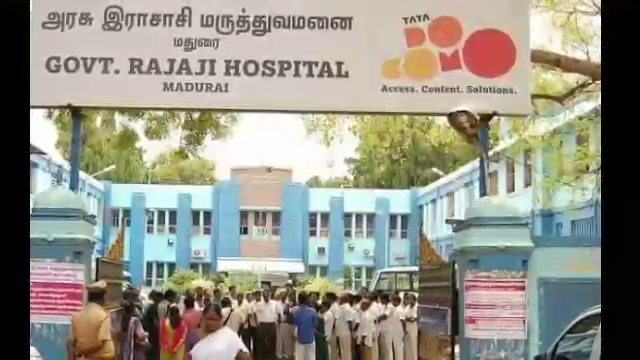 அரசு இராசாசி மருத்துவமனை
மதுரை
GOVT. RAJAJI HOSPITAL
MADURAI
TATA
DOCOMO
Access. Content. Solutions.